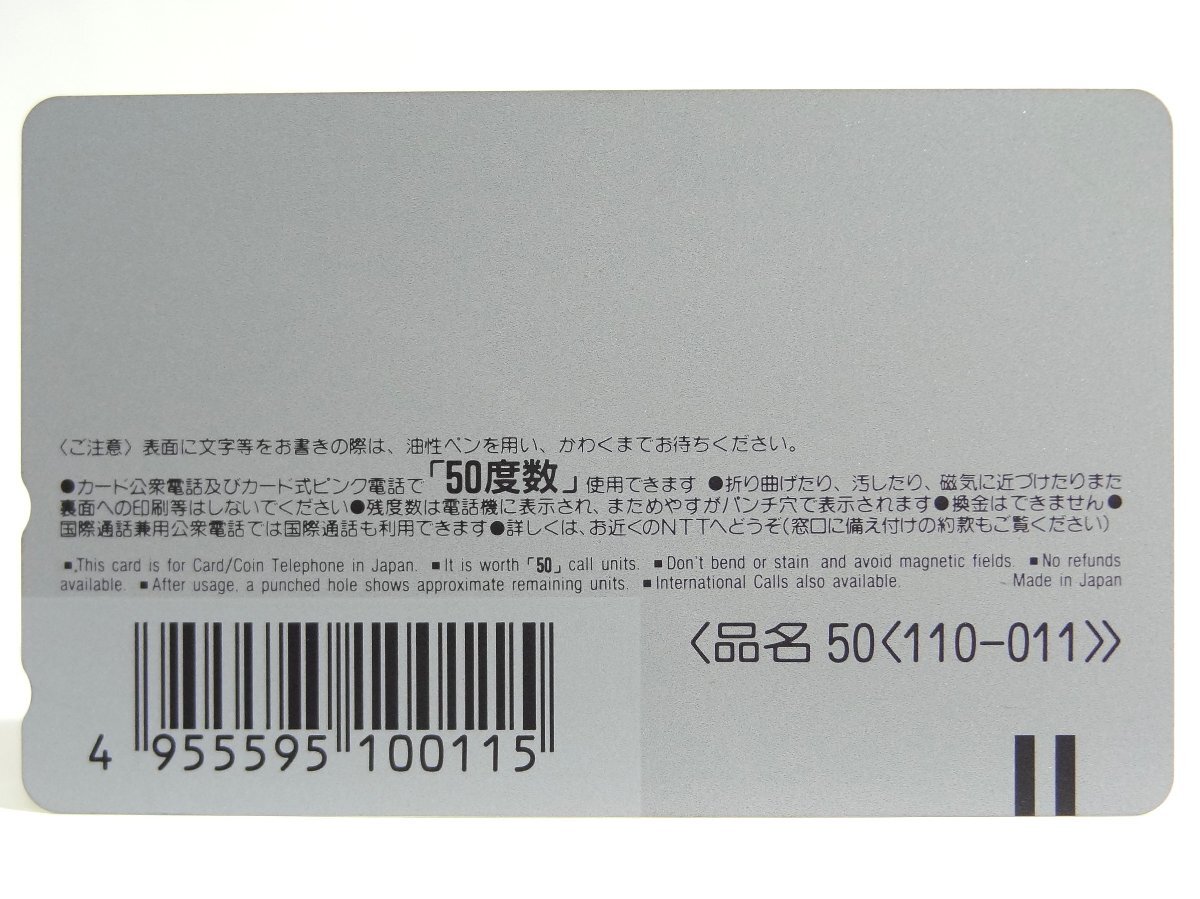 〈ご注意〉表面に文字等をお書きの際は、油性ペンを用い、かわくまでお待ちください。
●カード公衆電話及びカード式ピンク電話で「50度数」使用できます ●折り曲げたり、汚したり、磁気に近づけたりまた
裏面への印刷等はしないでください●残度数は電話機に表示され、まためやすがパンチ穴で表示されます●換金はできません●
国際通話兼用公衆電話では国際通話も利用できます●詳しくは、お近くのNTTへどうぞ(窓口に備え付けの約款もご覧ください)
■This card is for Card/Coin Telephone in Japan. ■It is worth「50」call units. ■Don't bend or stain and avoid magnetic fields. ■No refunds
available. ■After usage, a punched hole shows approximate remaining units. ■International Calls also available. Made in Japan
〈品名 50〈110-011〉〉
4 955595 100115